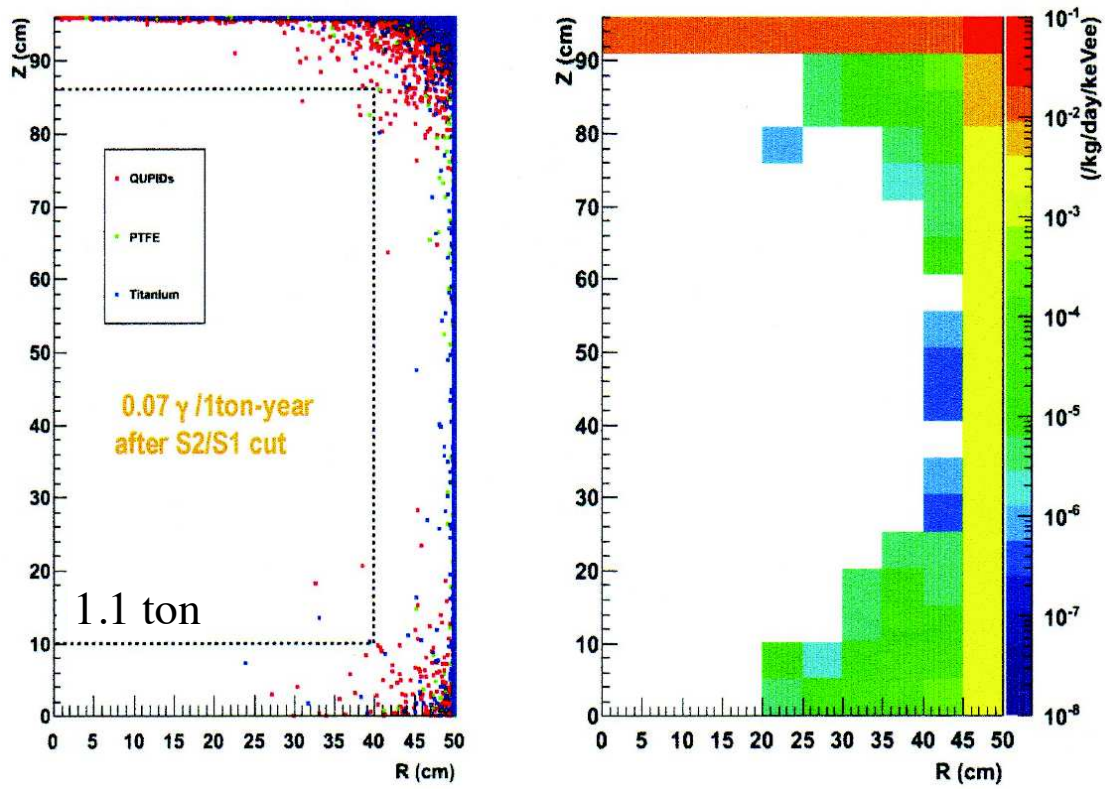 Z (cm)
90
80
70
60
50
40
30
20
10
0
QUPIDs
PTFE
Titanium
0.07 γ /1ton-year
after S2/S1 cut
1.1 ton
0 5 10 15 20 25 30 35 40 45 50
R (cm)
Z (cm)
90
80
70
60
50
40
30
20
10
0
0 5 10 15 20 25 30 35 40 45 50
R (cm)
(/kg/day/keVee)
10⁻¹
10⁻²
10⁻³
10⁻⁴
10⁻⁵
10⁻⁶
10⁻⁷
10⁻⁸